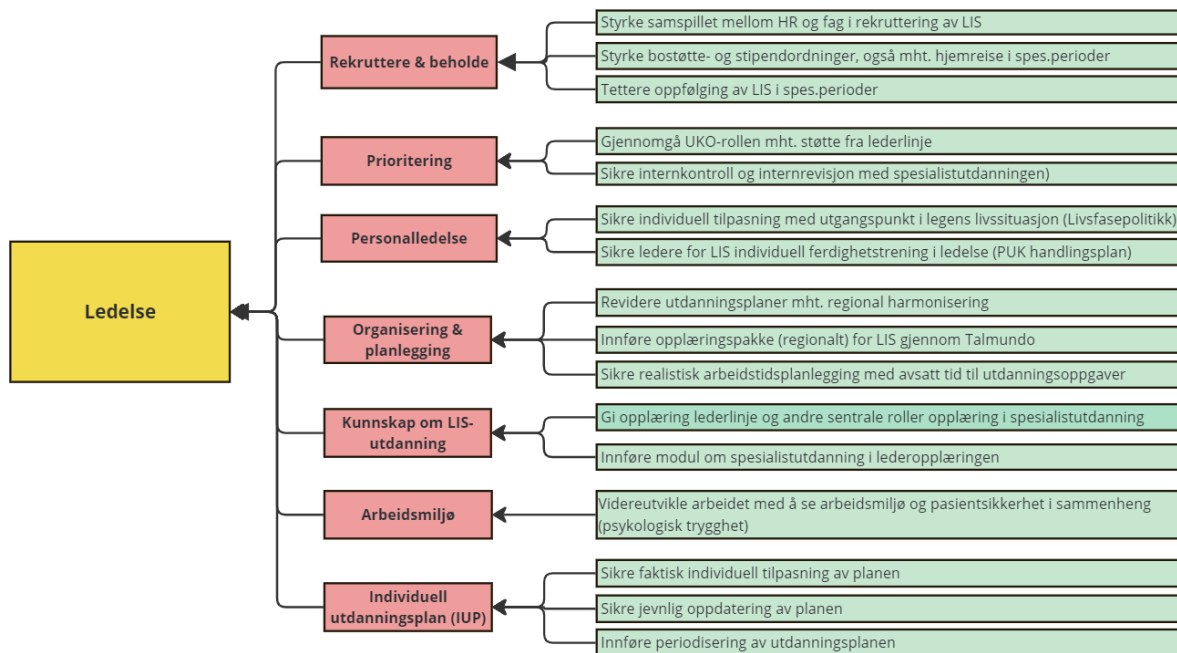 Styrke samspillet mellom HR og fag i rekruttering av LIS
Rekruttere & beholde
Styrke bostøtte- og stipendordninger, også mht. hjemreise i spes.perioder
Tettere oppfølging av LIS i spes.perioder
Gjennomgå UKO-rollen mht. støtte fra lederlinje
Prioritering
Sikre internkontroll og internrevisjon med spesialistutdanningen)
Sikre individuell tilpasning med utgangspunkt i legens livssituasjon (Livsfasepolitikk)
Personalledelse
Sikre ledere for LIS individuell ferdighetstrening i ledelse (PUK handlingsplan)
Ledelse
Revidere utdanningsplaner mht. regional harmonisering
Organisering &
planlegging
Innføre opplæringspakke (regionalt) for LIS gjennom Talmundo
Sikre realistisk arbeidstidsplanlegging med avsatt tid til utdanningsoppgaver
Kunnskap om LIS-
utdanning
Gi opplæring lederlinje og andre sentrale roller opplæring i spesialistutdanning
Innføre modul om spesialistutdanning i lederopplæringen
Arbeidsmiljø
Videreutvikle arbeidet med å se arbeidsmiljø og pasientsikkerhet i sammenheng
(psykologisk trygghet)
Individuell
utdanningsplan (IUP)
Sikre faktisk individuell tilpasning av planen
Sikre jevnlig oppdatering av planen
Innføre periodisering av utdanningsplanen